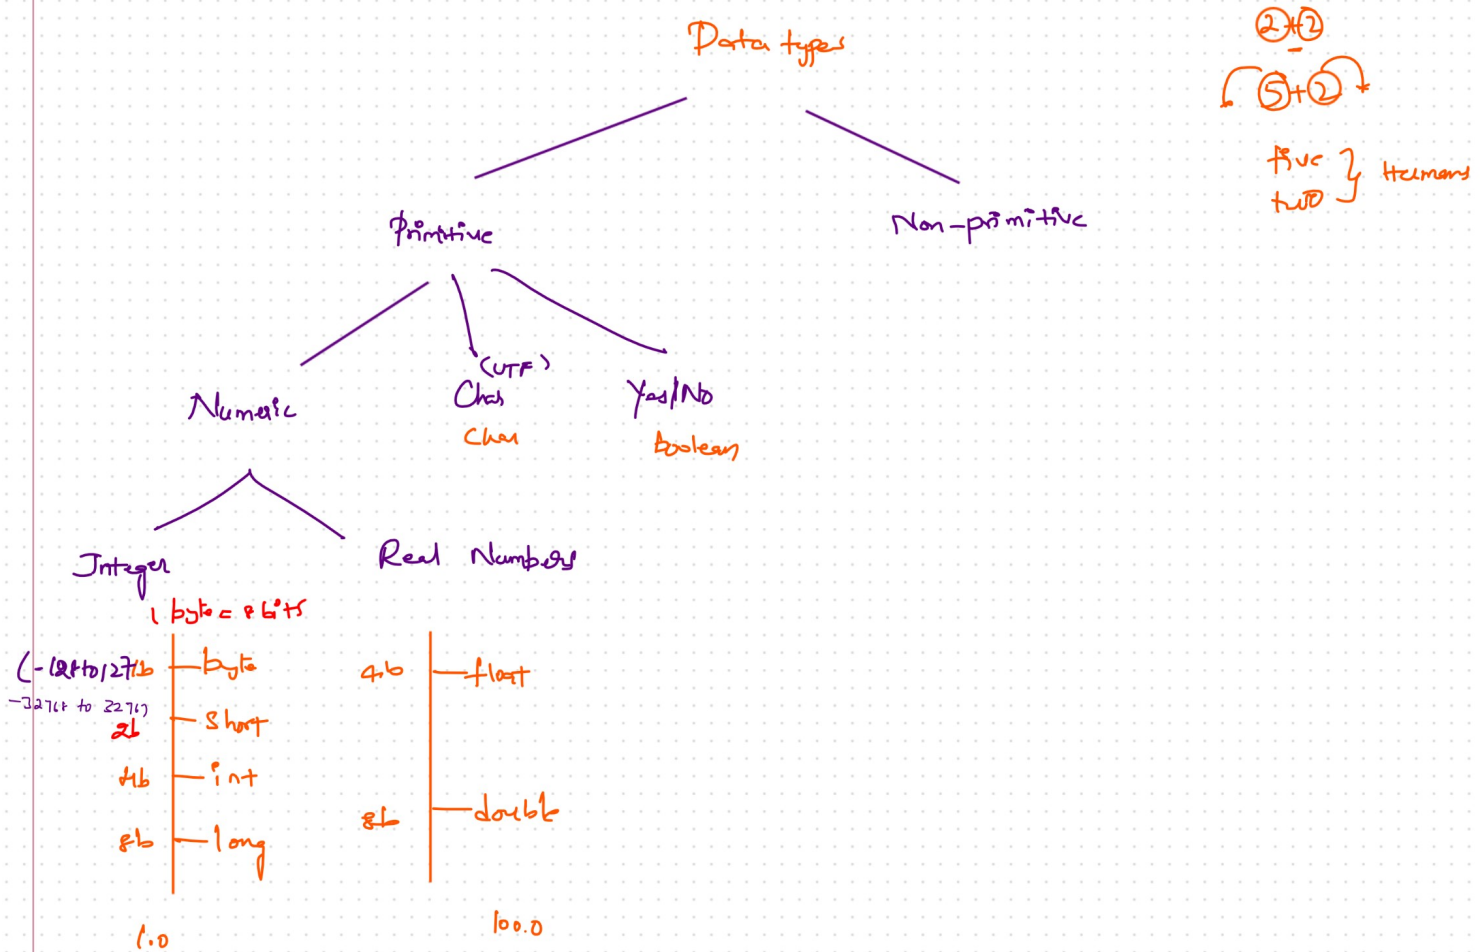 Data types
2+2
5+2
five
two
} Humans
Primitive
Non-primitive
Numeric
(UTF)
Char
Char
Yes/No
Boolean
Integer
Real Numbers
1 byte = 8 bits
(-128 to 127 1b byte
-32768 to 32767
2b short
4b int
8b long
4b float
8b double
1.0
100.0